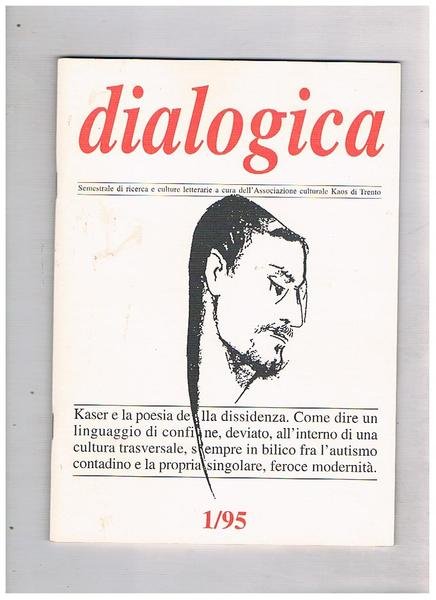 dialogica
Semestrale di ricerca e culture letterarie a cura dell'Associazione culturale Kaos di Trento
Kaser e la poesia della dissidenza. Come dire un
linguaggio di confine, deviato, all'interno di una
cultura trasversale, sempre in bilico fra l'autismo
contadino e la propria singolare, feroce modernità.
1/95